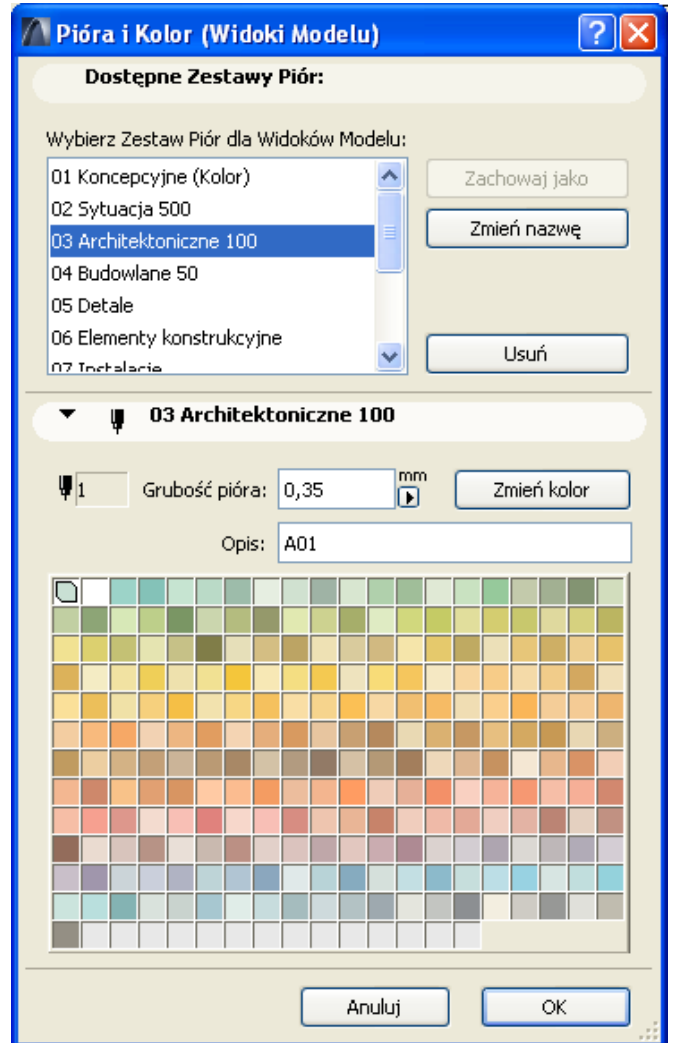 Pióra i Kolor (Widoki Modelu)
Dostępne Zestawy Piór:
Wybierz Zestaw Piór dla Widoków Modelu:
01 Koncepcyjne (Kolor)
02 Sytuacja 500
03 Architektoniczne 100
04 Budowlane 50
05 Detale
06 Elementy konstrukcyjne
07 Instalacje
Zachowaj jako
Zmień nazwę
Usuń
03 Architektoniczne 100
1 Grubość pióra: 0,35 mm Zmień kolor
Opis: A01
Anuluj OK